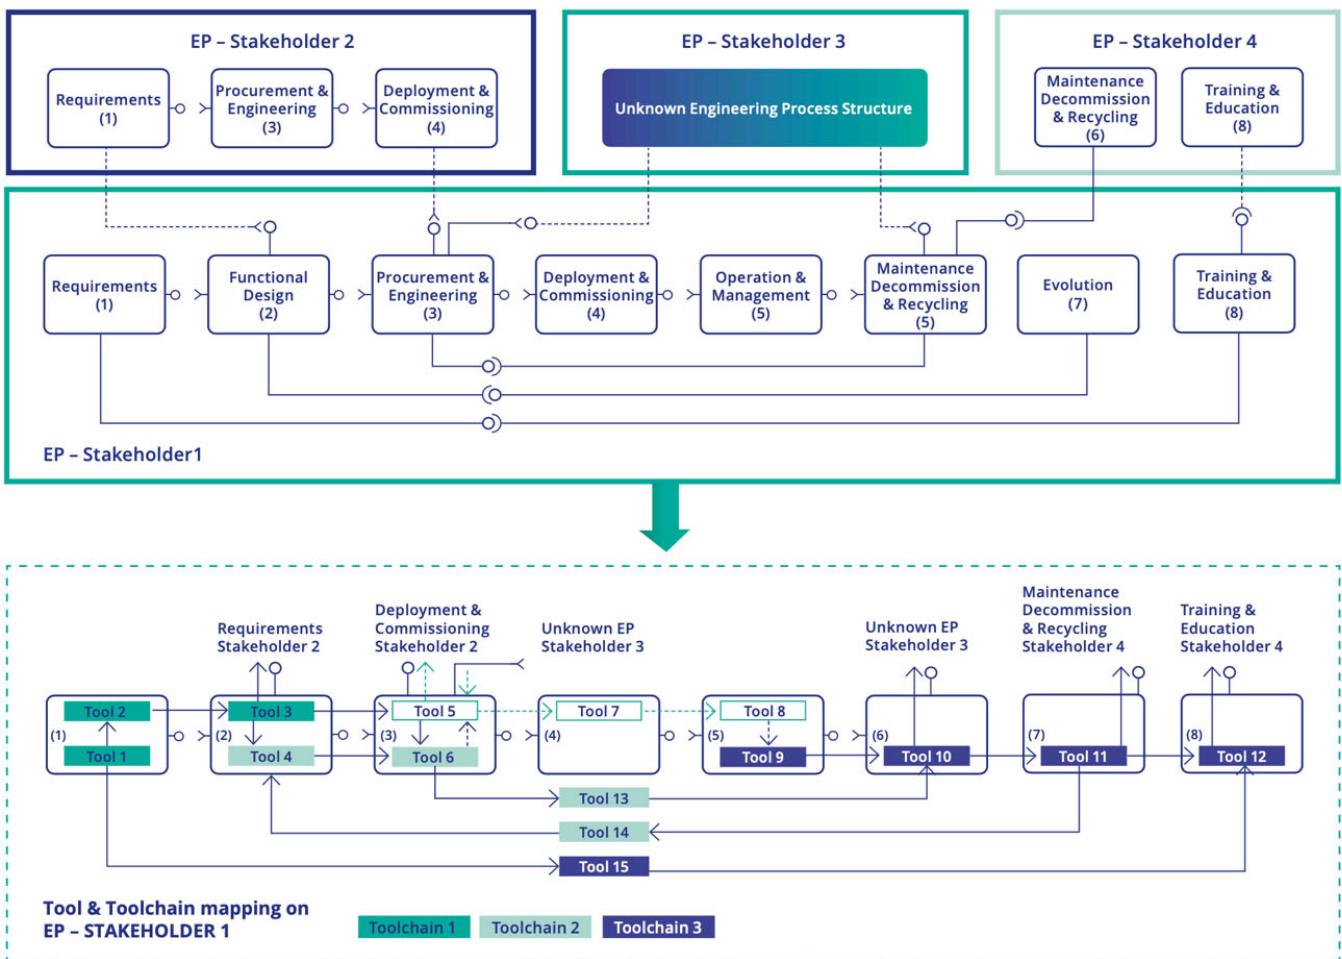 EP – Stakeholder 2
Requirements
(1)
Procurement &
Engineering
(3)
Deployment &
Commissioning
(4)
EP – Stakeholder 3
Unknown Engineering Process Structure
EP – Stakeholder 4
Maintenance
Decommission
& Recycling
(6)
Training &
Education
(8)
Requirements
(1)
Functional
Design
(2)
Procurement &
Engineering
(3)
Deployment &
Commissioning
(4)
Operation &
Management
(5)
Maintenance
Decommission
& Recycling
(5)
Evolution
(7)
Training &
Education
(8)
EP – Stakeholder1
Requirements
Stakeholder 2
Deployment &
Commissioning
Stakeholder 2
Unknown EP
Stakeholder 3
Unknown EP
Stakeholder 3
Maintenance
Decommission
& Recycling
Stakeholder 4
Training &
Education
Stakeholder 4
Tool 2
(1)
Tool 1
Tool 3
(2)
Tool 4
Tool 5
(3)
Tool 6
Tool 7
(4)
Tool 8
(5)
Tool 9
(6)
Tool 10
(7)
Tool 11
(8)
Tool 12
Tool 13
Tool 14
Tool 15
Tool & Toolchain mapping on
EP – STAKEHOLDER 1
Toolchain 1
Toolchain 2
Toolchain 3